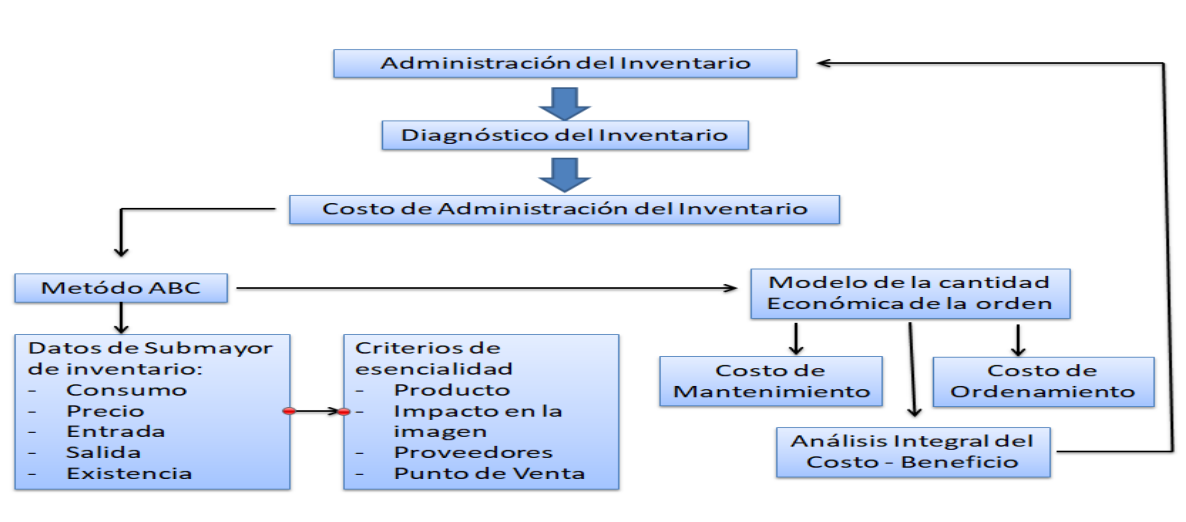 Administración del Inventario
Diagnóstico del Inventario
Costo de Administración del Inventario
Metódo ABC
Modelo de la cantidad
Económica de la orden
Datos de Submayor
de inventario:
- Consumo
- Precio
- Entrada
- Salida
- Existencia
Criterios de
esencialidad
- Producto
- Impacto en la
imagen
- Proveedores
- Punto de Venta
Costo de
Mantenimiento
Costo de
Ordenamiento
Análisis Integral del
Costo - Beneficio